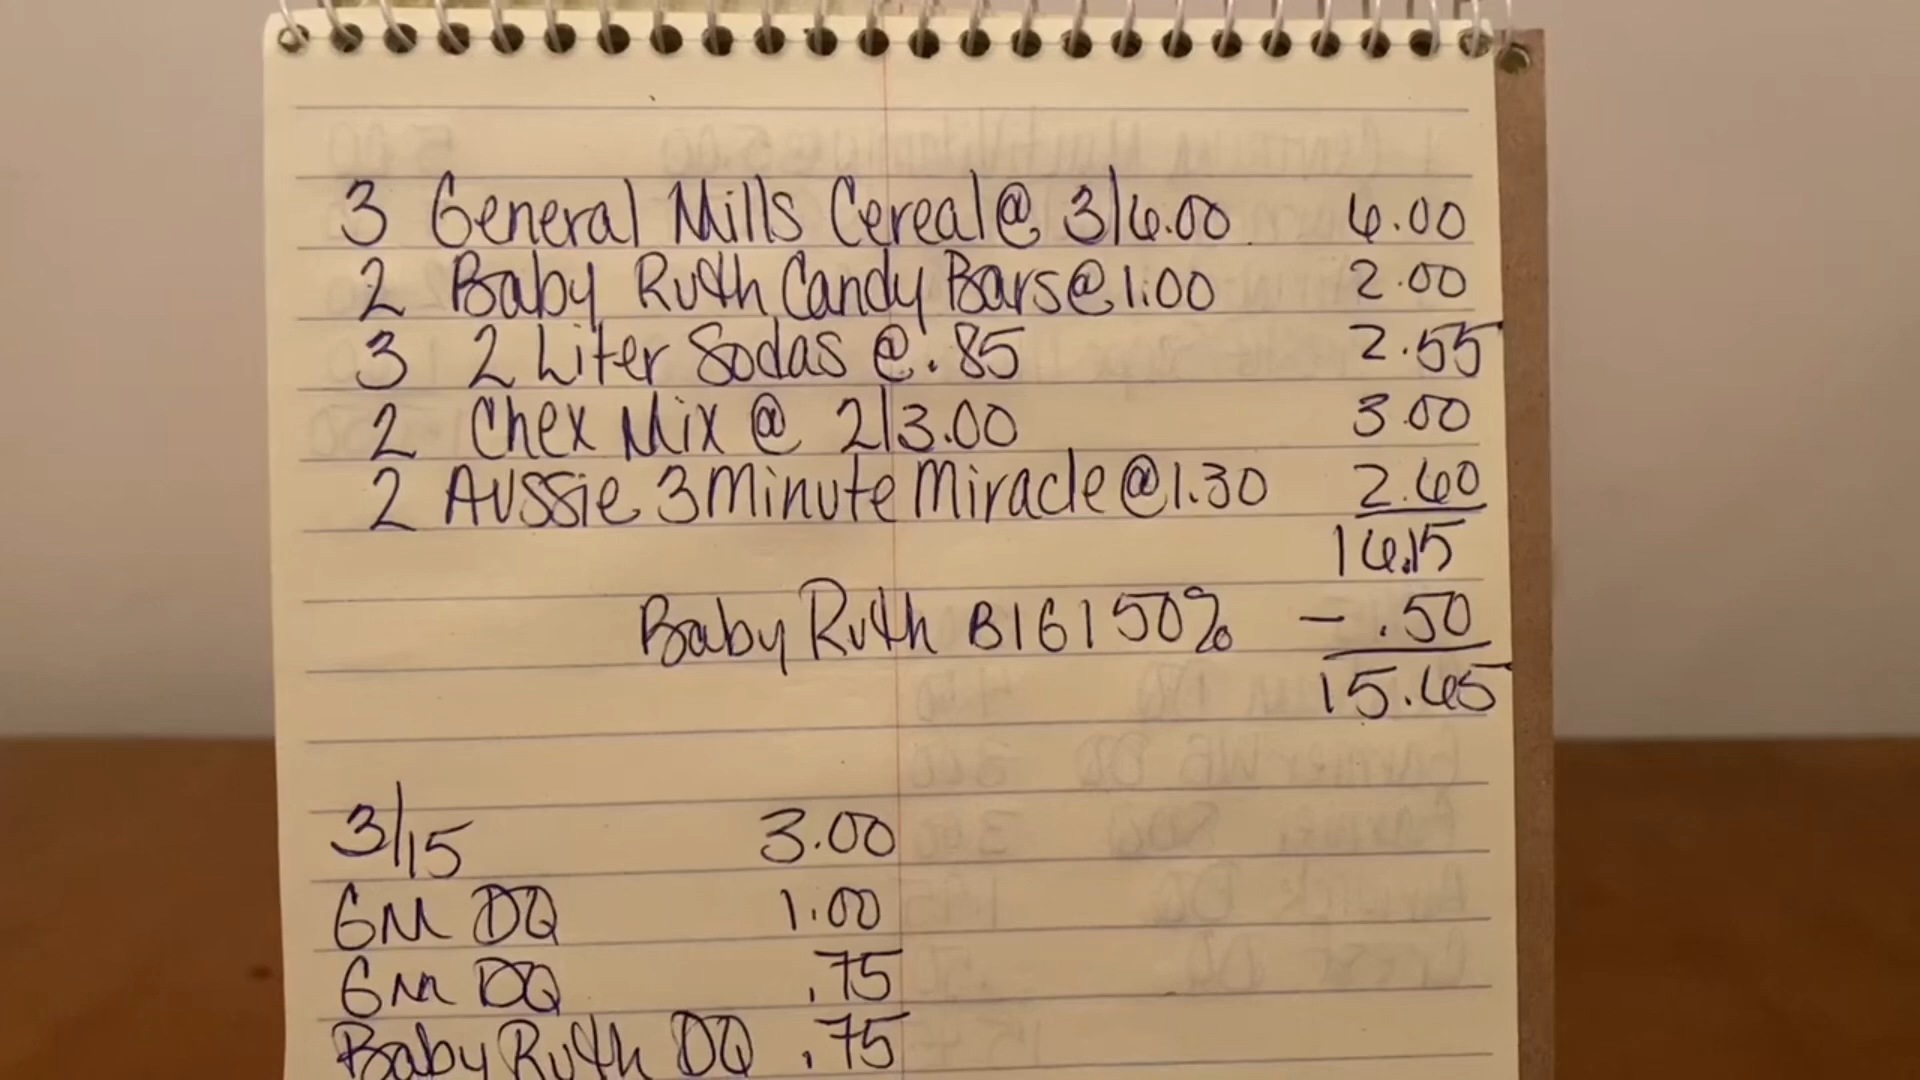 3 General Mills Cereal @ 3/6.00 6.00
2 Baby Ruth Candy Bars @ 1.00 2.00
3 2 Liter Sodas @ .85 2.55
2 Chex Mix @ 2/3.00 3.00
2 Aussie 3 Minute Miracle @ 1.30 2.60
16.15
Baby Ruth B1G1 50% - .50
15.65
3/15 3.00
GM DQ 1.00
GM DQ .75
Baby Ruth DQ .75